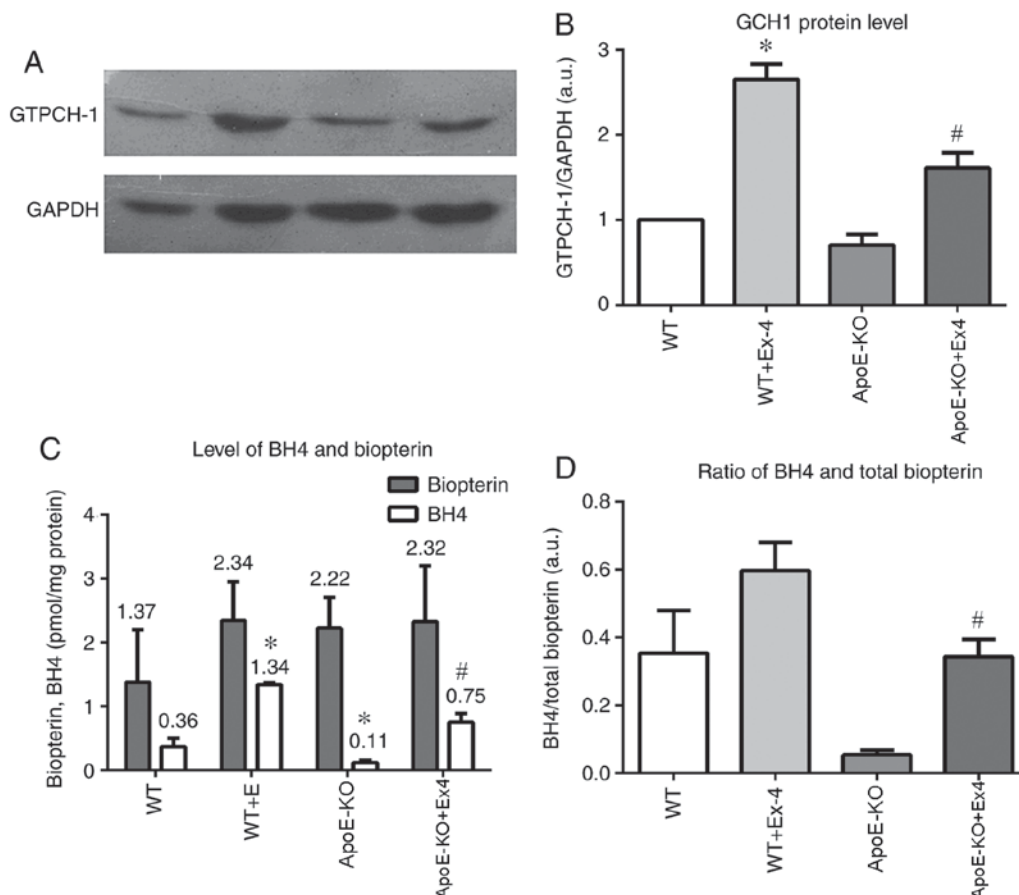 A
GTPCH-1
GAPDH
B
GCH1 protein level
GTPCH-1/GAPDH (a.u.)
3
2
1
0
*
#
WT
WT+Ex-4
ApoE-KO
ApoE-KO+Ex4
C
Level of BH4 and biopterin
Biopterin
BH4
Biopterin, BH4 (pmol/mg protein)
4
3
2
1
0
1.37
0.36
2.34
*
1.34
2.22
*
0.11
2.32
#
0.75
WT
WT+E
ApoE-KO
ApoE-KO+Ex4
D
Ratio of BH4 and total biopterin
BH4/total biopterin (a.u.)
0.8
0.6
0.4
0.2
0.0
#
WT
WT+Ex-4
ApoE-KO
ApoE-KO+Ex4